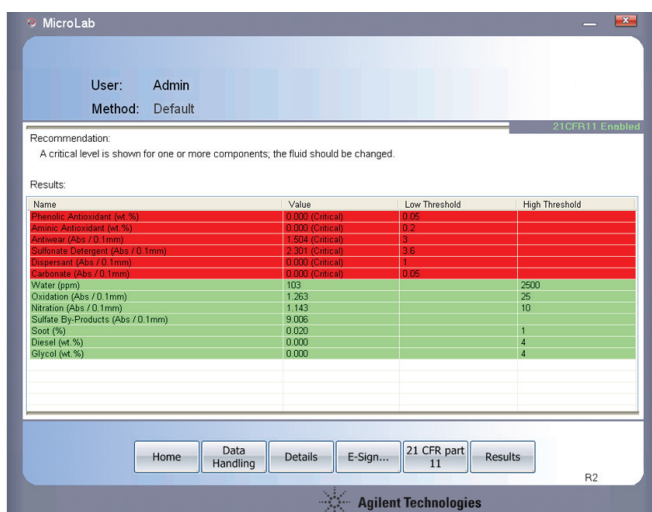 MicroLab
User: Admin
Method: Default
21CFR11 Enabled
Recommendation:
A critical level is shown for one or more components; the fluid should be changed.
Results:
Name Value Low Threshold High Threshold
Phenolic Antioxidant (wt.%) 0.000 (Critical) 0.05
Aminic Antioxidant (wt.%) 0.000 (Critical) 0.2
Antiwear (Abs / 0.1mm) 1.504 (Critical) 3
Sulfonate Detergent (Abs / 0.1mm) 2.301 (Critical) 3.6
Dispersant (Abs / 0.1mm) 0.000 (Critical) 1
Carbonate (Abs / 0.1mm) 0.000 (Critical) 0.05
Water (ppm) 103 2500
Oxidation (Abs / 0.1mm) 1.263 25
Nitration (Abs / 0.1mm) 1.143 10
Sulfate By-Products (Abs / 0.1mm) 9.006
Soot (%) 0.020 1
Diesel (wt.%) 0.000 4
Glycol (wt.%) 0.000 4
Home Data Handling Details E-Sign... 21 CFR part 11 Results
R2
Agilent Technologies